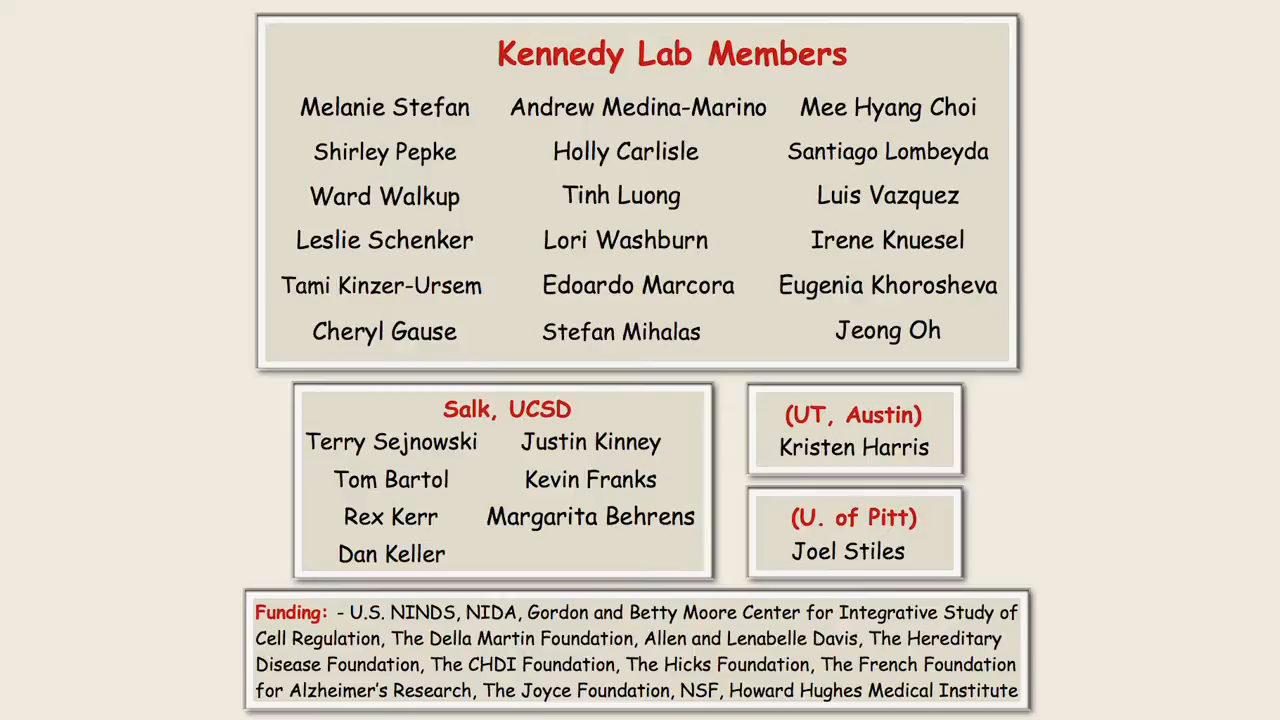 Kennedy Lab Members
Melanie Stefan Andrew Medina-Marino Mee Hyang Choi
Shirley Pepke Holly Carlisle Santiago Lombeyda
Ward Walkup Tinh Luong Luis Vazquez
Leslie Schenker Lori Washburn Irene Knuesel
Tami Kinzer-Ursem Edoardo Marcora Eugenia Khorosheva
Cheryl Gause Stefan Mihalas Jeong Oh
Salk, UCSD
Terry Sejnowski Justin Kinney
Tom Bartol Kevin Franks
Rex Kerr Margarita Behrens
Dan Keller
(UT, Austin)
Kristen Harris
(U. of Pitt)
Joel Stiles
Funding: - U.S. NINDS, NIDA, Gordon and Betty Moore Center for Integrative Study of
Cell Regulation, The Della Martin Foundation, Allen and Lenabelle Davis, The Hereditary
Disease Foundation, The CHDI Foundation, The Hicks Foundation, The French Foundation
for Alzheimer's Research, The Joyce Foundation, NSF, Howard Hughes Medical Institute